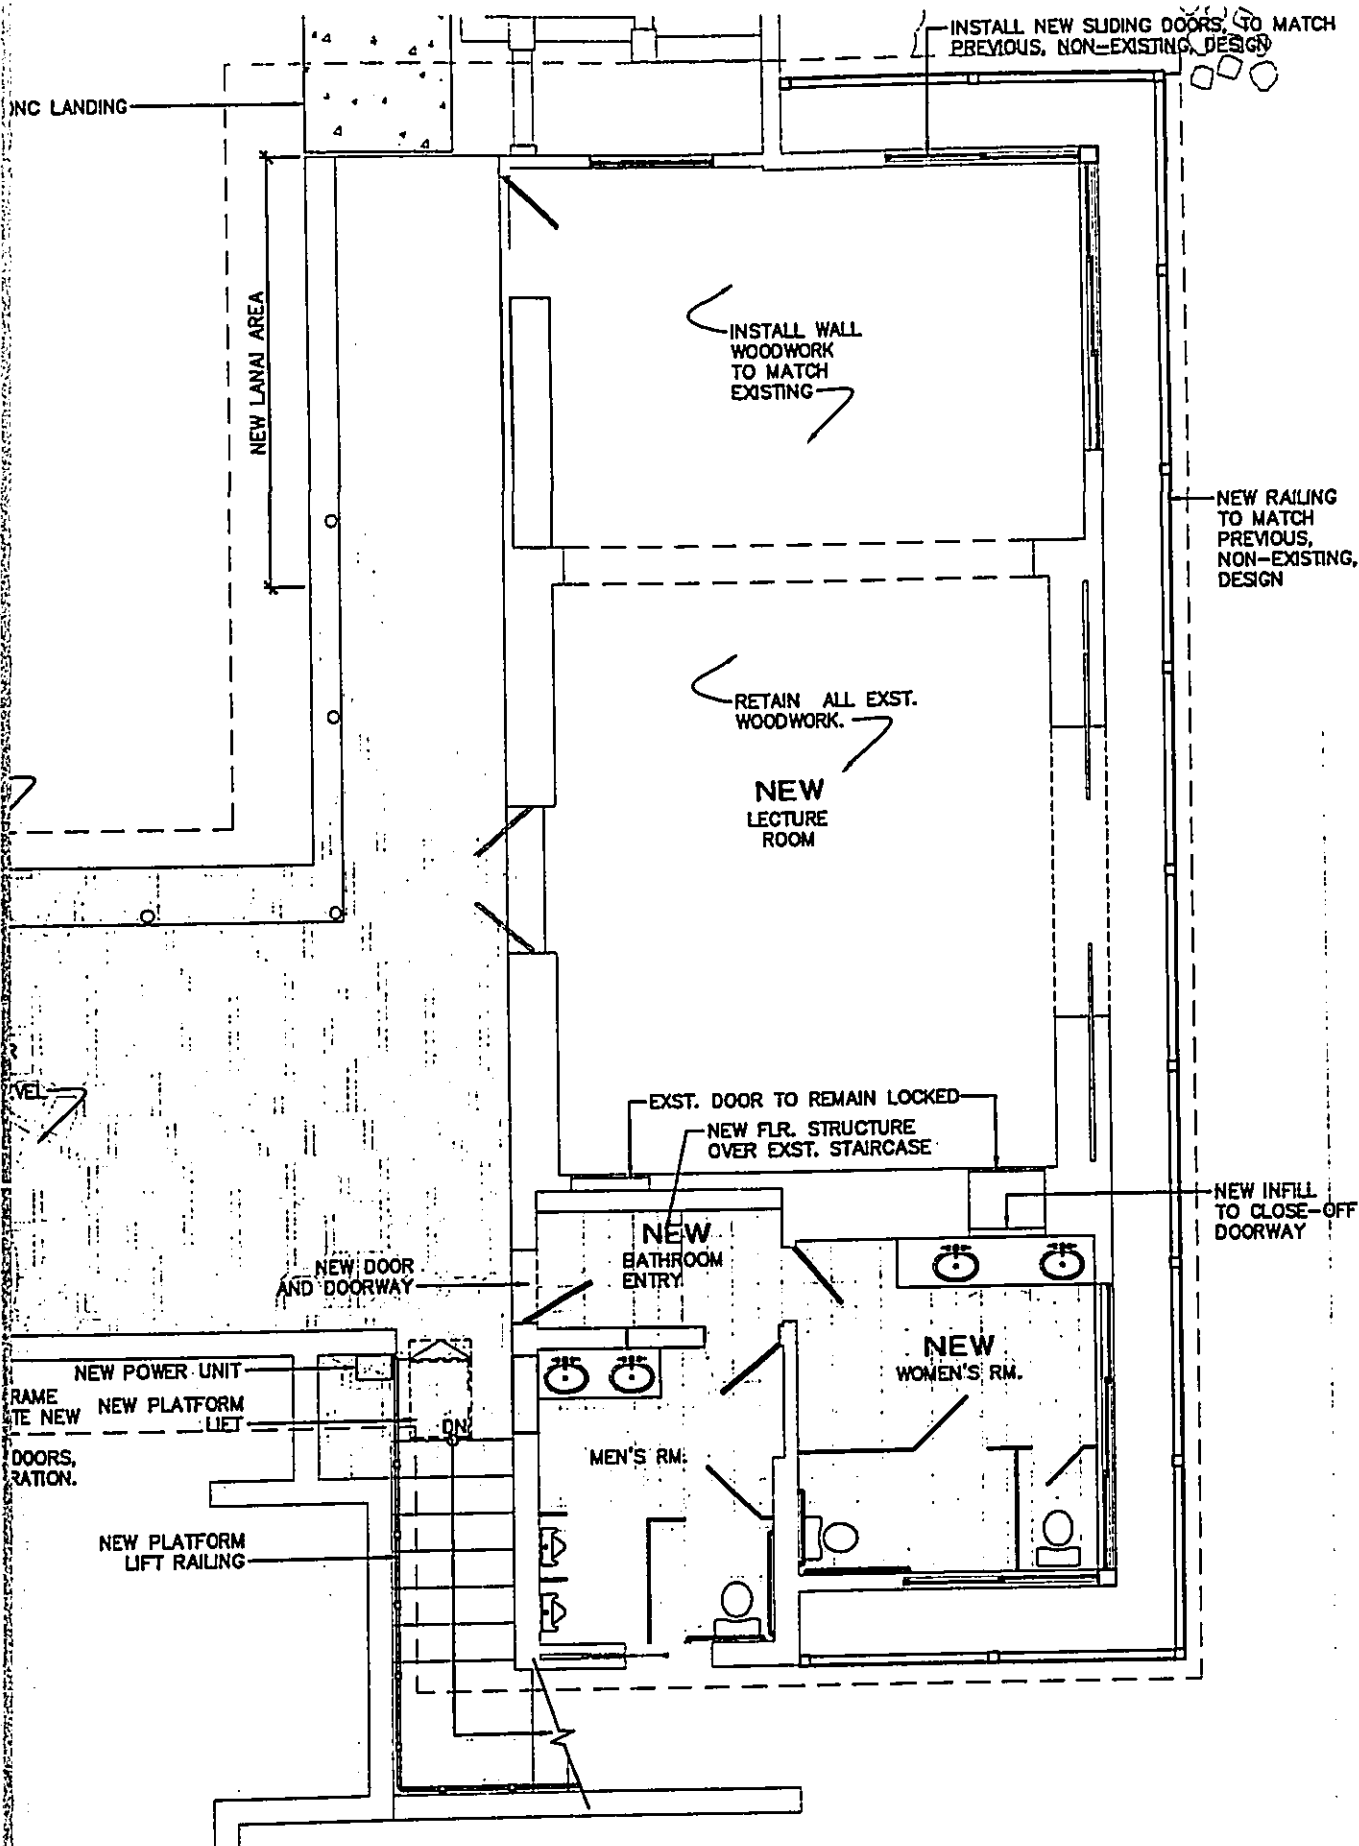 INSTALL NEW SLIDING DOORS, TO MATCH
PREVIOUS, NON-EXISTING, DESIGN
LANDING
NEW LANAI AREA
INSTALL WALL
WOODWORK
TO MATCH
EXISTING
NEW RAILING
TO MATCH
PREVIOUS,
NON-EXISTING,
DESIGN
RETAIN ALL EXST.
WOODWORK.
NEW
LECTURE
ROOM
EXST. DOOR TO REMAIN LOCKED
NEW FLR. STRUCTURE
OVER EXST. STAIRCASE
NEW INFILL
TO CLOSE-OFF
DOORWAY
NEW
BATHROOM
ENTRY
NEW DOOR
AND DOORWAY
NEW
WOMEN'S RM.
NEW POWER UNIT
NEW PLATFORM
LIFT
DN
NEW
DOORS,
MEN'S RM.
NEW PLATFORM
LIFT RAILING